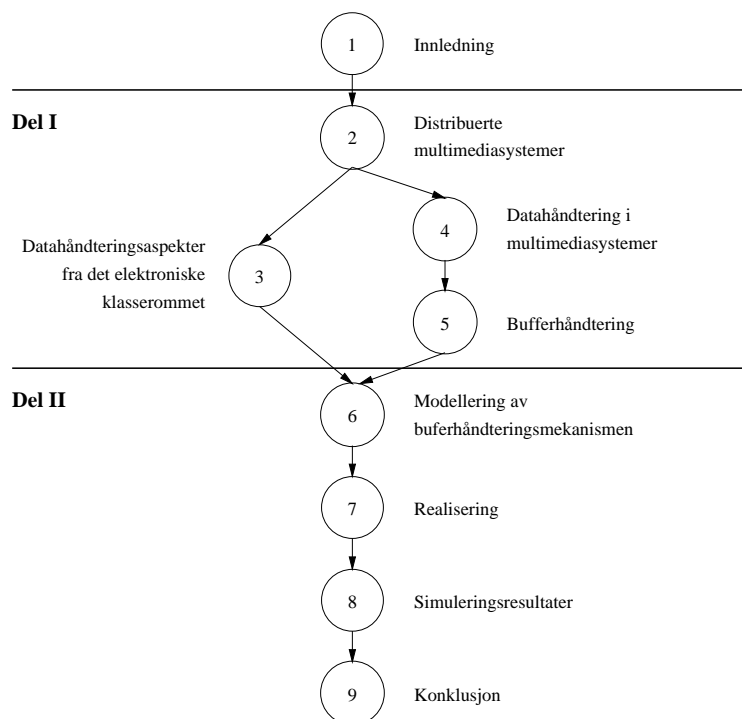 1
Innledning
Del I
2
Distribuerte
multimediasystemer
4
Datahåndtering i
multimediasystemer
Datahåndteringsaspekter
fra det elektroniske
klasserommet
3
5
Bufferhåndtering
Del II
6
Modellering av
buferhåndteringsmekanismen
7
Realisering
8
Simuleringsresultater
9
Konklusjon